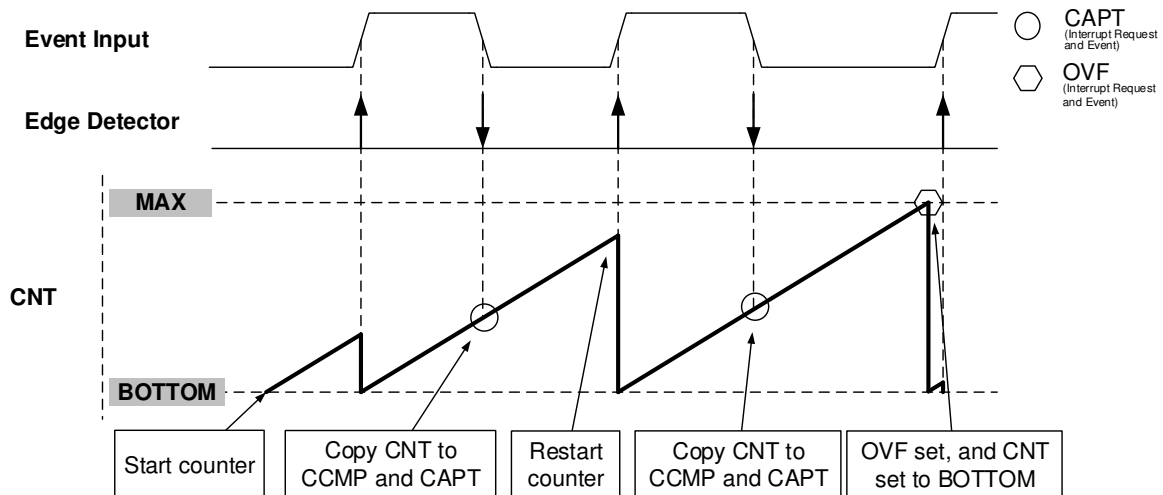 Event Input
CAPT
(Interrupt Request
and Event)
OVF
(Interrupt Request
and Event)
Edge Detector
MAX
CNT
BOTTOM
Start counter
Copy CNT to
CCMP and CAPT
Restart
counter
Copy CNT to
CCMP and CAPT
OVF set, and CNT
set to BOTTOM